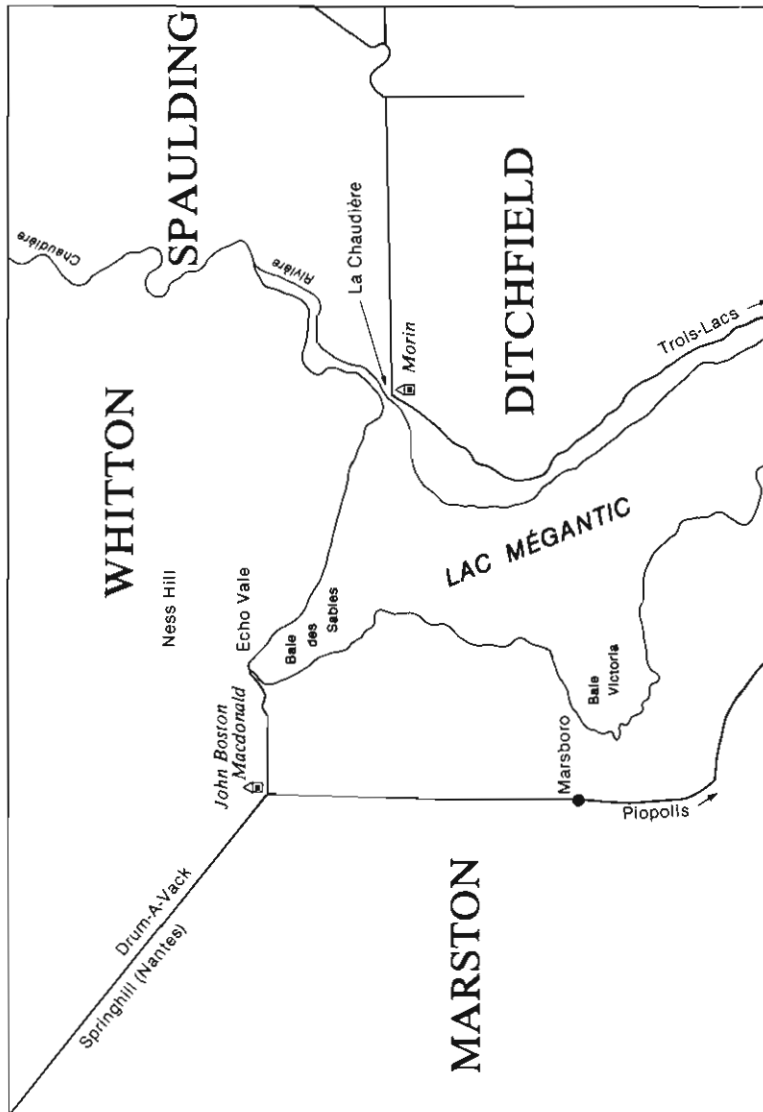 SPAULDING
Chaudière
Rivière
La Chaudière
Morin
DITCHFIELD
Trois-Lacs
WHITTON
Ness Hill
Echo Vale
Baie
des
Sables
LAC MÉGANTIC
Baie
Victoria
John Boston
Macdonald
Marsboro
Piopolis
Drum-A-Vack
Springhill (Nantes)
MARSTON